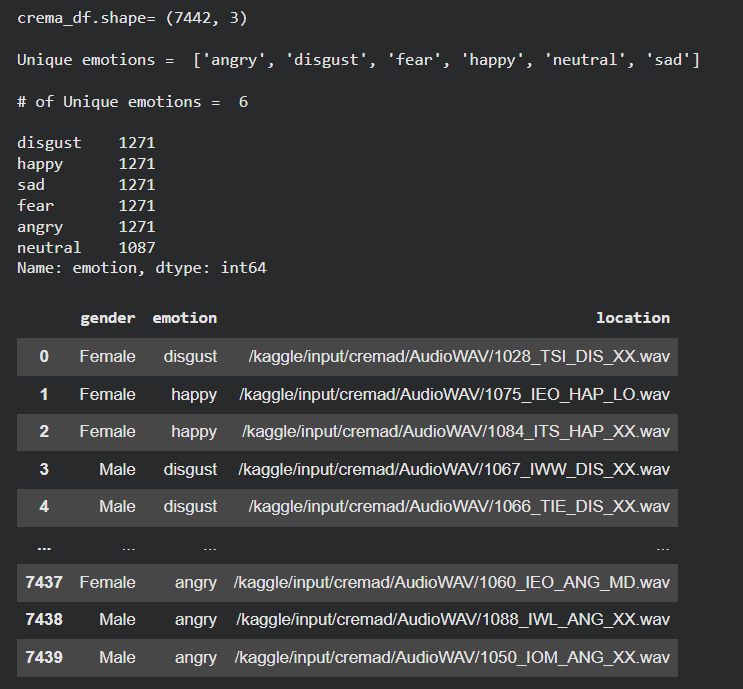 crema_df.shape= (7442, 3)
Unique emotions =  ['angry', 'disgust', 'fear', 'happy', 'neutral', 'sad']
# of Unique emotions =  6
disgust    1271
happy      1271
sad        1271
fear       1271
angry      1271
neutral    1087
Name: emotion, dtype: int64
gender emotion location
0 Female disgust /kaggle/input/cremad/AudioWAV/1028_TSI_DIS_XX.wav
1 Female happy /kaggle/input/cremad/AudioWAV/1075_IEO_HAP_LO.wav
2 Female happy /kaggle/input/cremad/AudioWAV/1084_ITS_HAP_XX.wav
3 Male disgust /kaggle/input/cremad/AudioWAV/1067_IWW_DIS_XX.wav
4 Male disgust /kaggle/input/cremad/AudioWAV/1066_TIE_DIS_XX.wav
... ... ... ...
7437 Female angry /kaggle/input/cremad/AudioWAV/1060_IEO_ANG_MD.wav
7438 Male angry /kaggle/input/cremad/AudioWAV/1088_IWL_ANG_XX.wav
7439 Male angry /kaggle/input/cremad/AudioWAV/1050_IOM_ANG_XX.wav